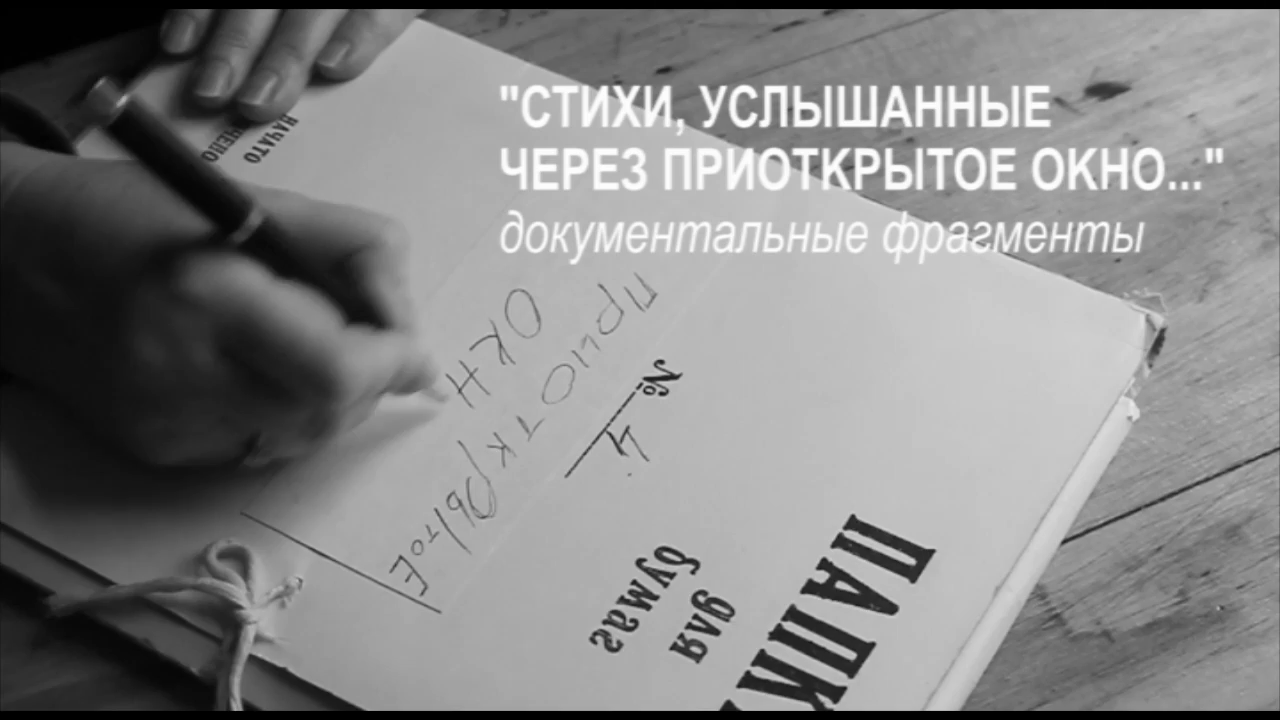 "СТИХИ, УСЛЫШАННЫЕ
ЧЕРЕЗ ПРИОТКРЫТОЕ ОКНО..."
документальные фрагменты
ПАПК
для
бумаг
№ 4
ПРИОТКРЫТОЕ
ОКН
НАЧАТО